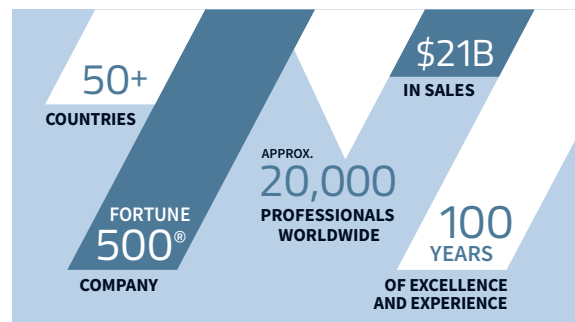 50+
COUNTRIES
FORTUNE
500®
COMPANY
APPROX.
20,000
PROFESSIONALS
WORLDWIDE
$21B
IN SALES
100
YEARS
OF EXCELLENCE
AND EXPERIENCE